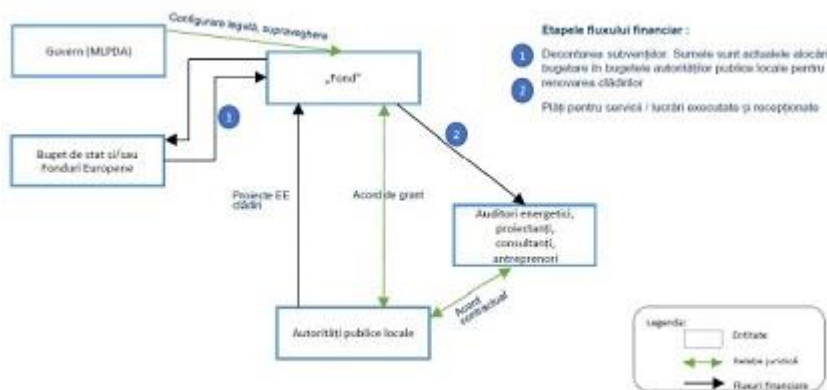 Configurare legală, supraveghere
Guvern (MLPDA)
„Fond”
Etapele fluxului financiar :
1
Decontarea subvențiilor. Sumele sunt actualele alocări
bugetare în bugetele autorităților publice locale pentru
2
renovarea clădirilor
Plăți pentru servicii / lucrări executate și recepționate
1
2
Buget de stat si/sau
Fonduri Europene
Proiecte EE
clădiri
Acord de grant
Auditori energetici,
proiectanți,
consultanți,
antreprenori
Acord
contractual
Autorități publice locale
Legenda:
Entitate
Relație juridică
Fluxuri financiare